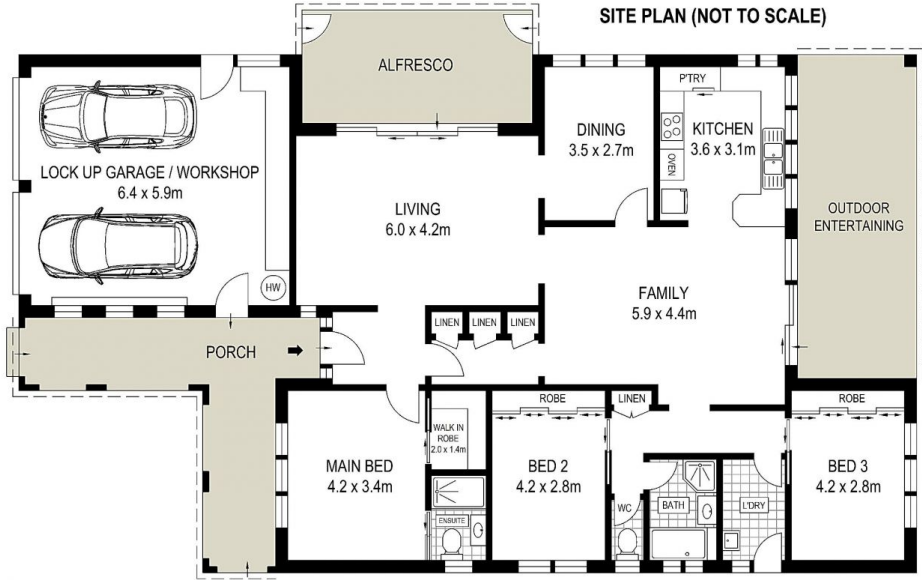 SITE PLAN (NOT TO SCALE)
ALFRESCO
P'TRY
DINING
3.5 x 2.7m
KITCHEN
3.6 x 3.1m
OVEN
LOCK UP GARAGE / WORKSHOP
6.4 x 5.9m
LIVING
6.0 x 4.2m
OUTDOOR
ENTERTAINING
HW
FAMILY
5.9 x 4.4m
LINEN
LINEN
LINEN
PORCH
ROBE
LINEN
ROBE
WALK IN
ROBE
2.0 x 1.4m
MAIN BED
4.2 x 3.4m
BED 2
4.2 x 2.8m
BED 3
4.2 x 2.8m
ENSUITE
WC
BATH
L'DRY